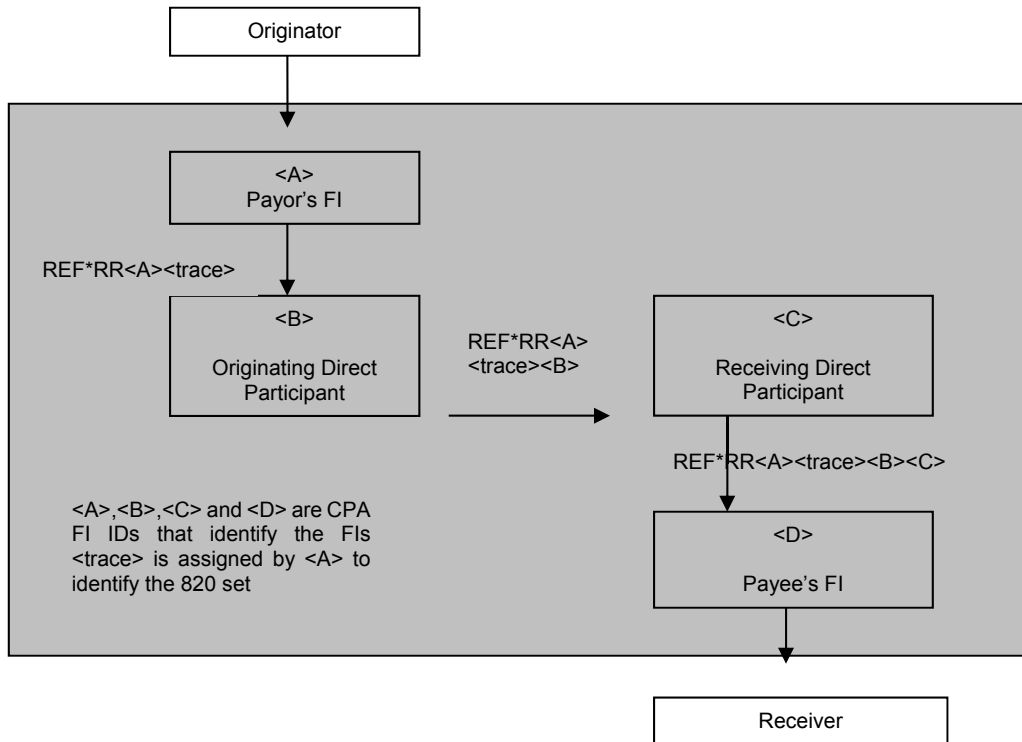 Originator
<A>
Payor's FI
REF*RR<A><trace>
<B>
Originating Direct
Participant
REF*RR<A>
<trace><B>
<C>
Receiving Direct
Participant
REF*RR<A><trace><B><C>
<A>,<B>,<C> and <D> are CPA
FI IDs that identify the FIs
<trace> is assigned by <A> to
identify the 820 set
<D>
Payee's FI
Receiver